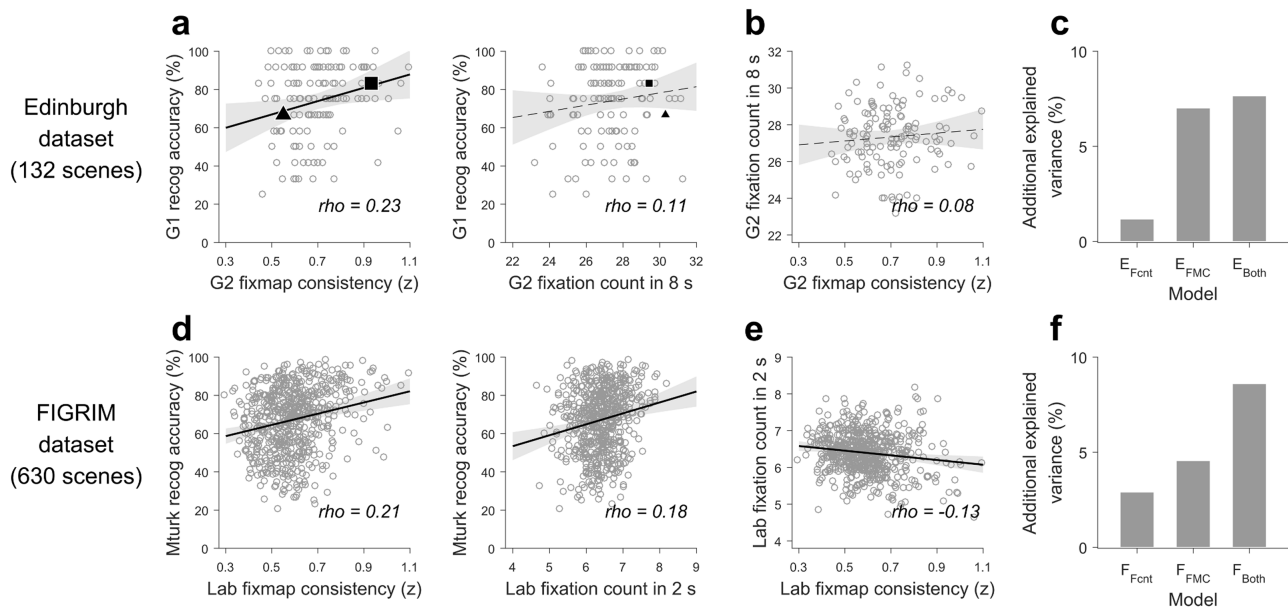 Edinburgh
dataset
(132 scenes)
a
G1 recog accuracy (%)
100
80
60
40
20
0
rho = 0.23
0.3 0.5 0.7 0.9 1.1
G2 fixmap consistency (z)
G1 recog accuracy (%)
100
80
60
40
20
0
rho = 0.11
22 24 26 28 30 32
G2 fixation count in 8 s
b
G2 fixation count in 8 s
32
30
28
26
24
22
rho = 0.08
0.3 0.5 0.7 0.9 1.1
G2 fixmap consistency (z)
c
Additional explained
variance (%)
10
5
0
E_Fcnt E_FMC E_Both
Model
FIGRIM
dataset
(630 scenes)
d
Mturk recog accuracy (%)
100
80
60
40
20
0
rho = 0.21
0.3 0.5 0.7 0.9 1.1
Lab fixmap consistency (z)
Mturk recog accuracy (%)
100
80
60
40
20
0
rho = 0.18
4 5 6 7 8 9
Lab fixation count in 2 s
e
Lab fixation count in 2 s
9
8
7
6
5
4
rho = -0.13
0.3 0.5 0.7 0.9 1.1
Lab fixmap consistency (z)
f
Additional explained
variance (%)
10
5
0
F_Fcnt F_FMC F_Both
Model